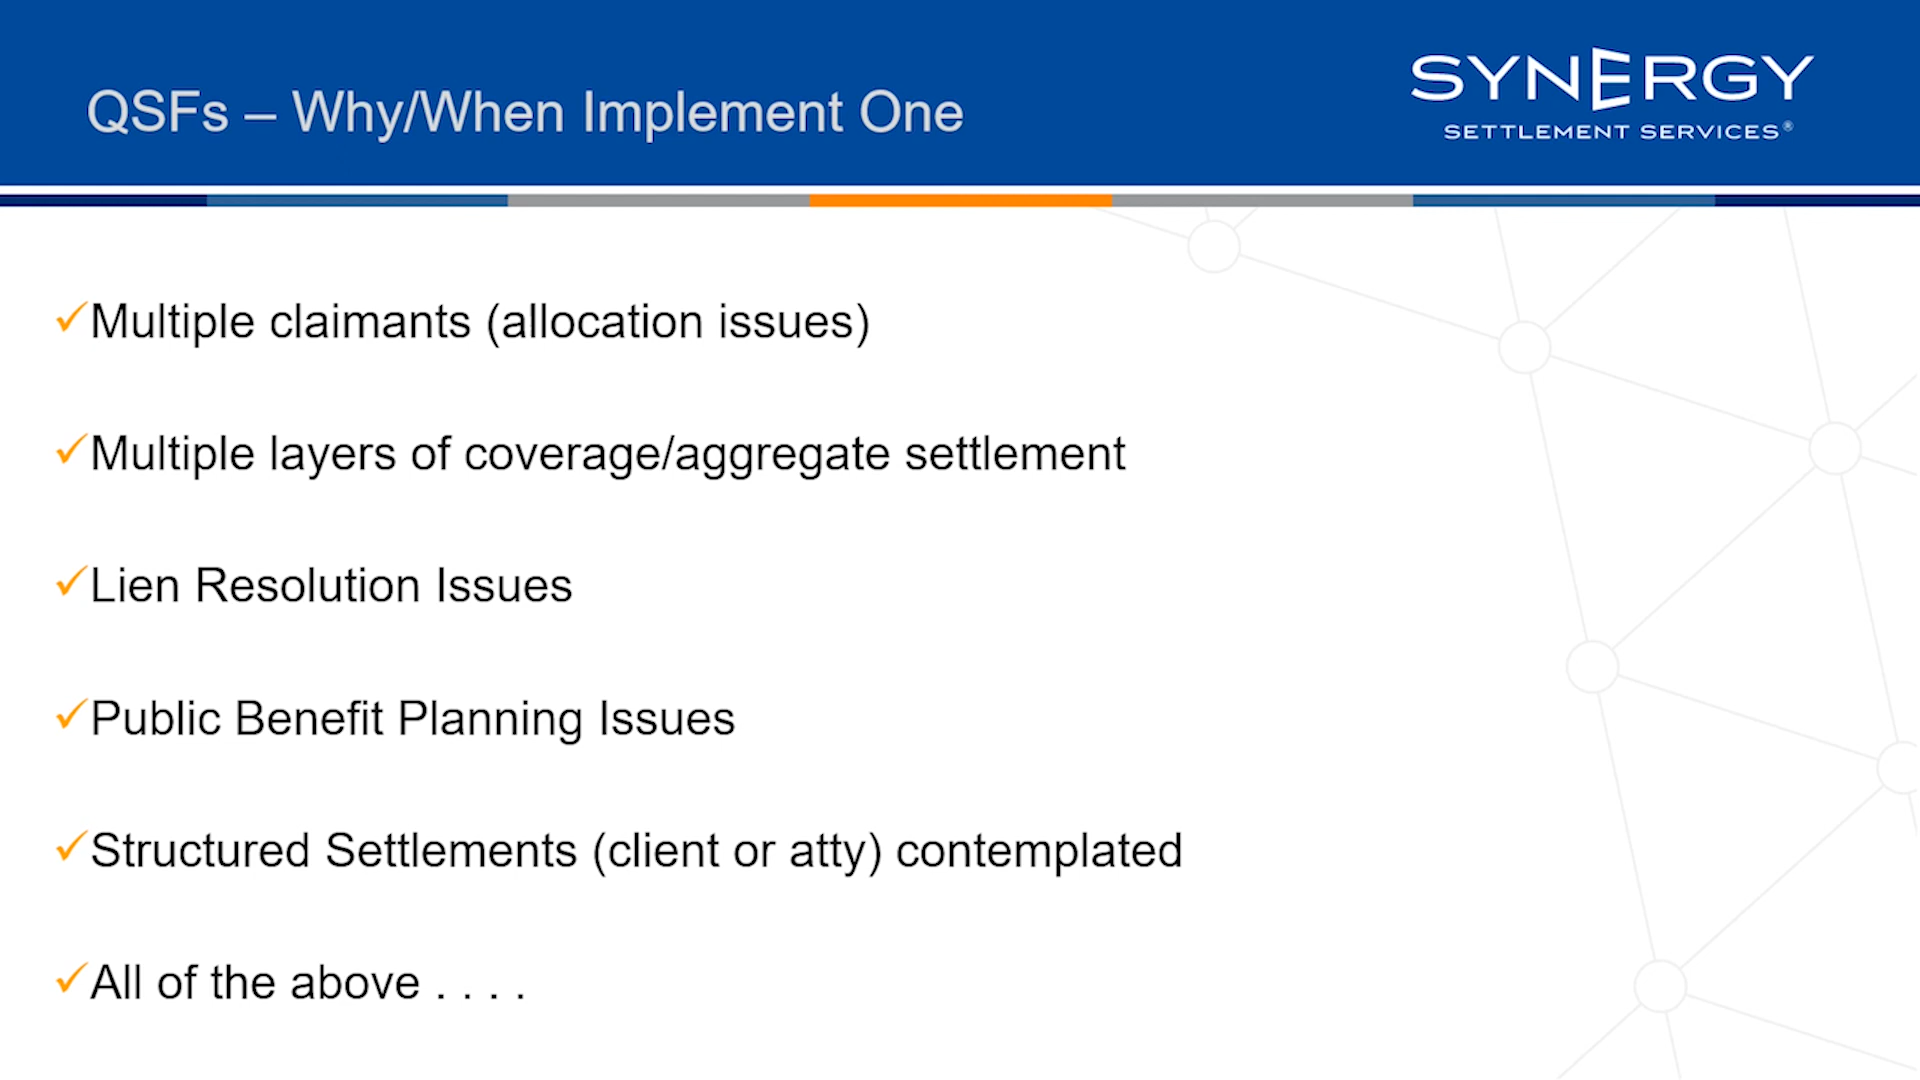 QSFs – Why/When Implement One
SYNERGY
SETTLEMENT SERVICES®
Multiple claimants (allocation issues)
Multiple layers of coverage/aggregate settlement
Lien Resolution Issues
Public Benefit Planning Issues
Structured Settlements (client or atty) contemplated
All of the above . . . .